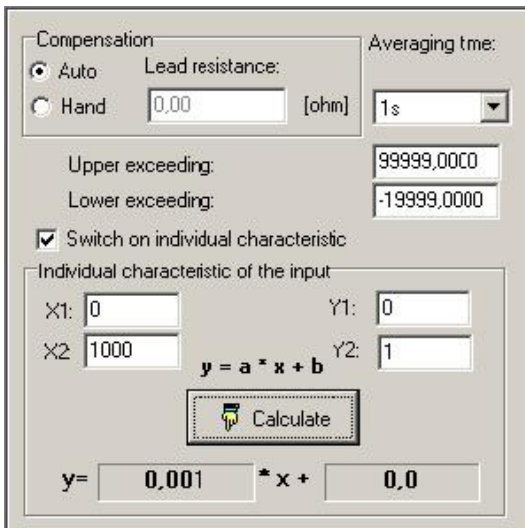 Compensation
Averaging tme:
Auto Lead resistance:
Hand 0,00 [ohm] 1s
Upper exceeding: 99999,0000
Lower exceeding: -19999,0000
Switch on individual characteristic
Individual characteristic of the input
X1: 0 Y1: 0
X2 1000 Y2: 1
y = a * x + b
Calculate
y= 0,001 * x + 0,0